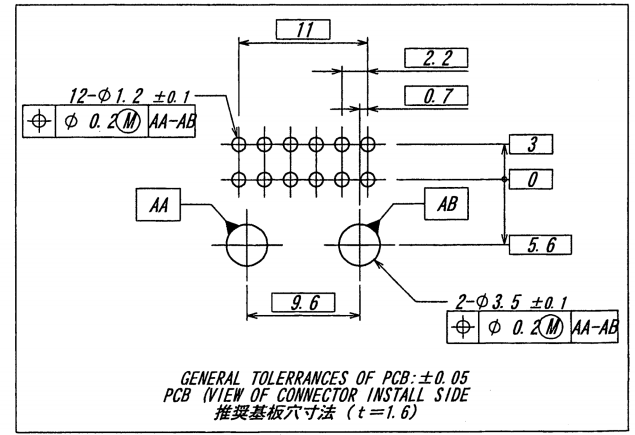 11
2.2
0.7
12-Φ1.2 ±0.1
⌖ φ 0.2Ⓜ AA-AB
3
0
AA
AB
5.6
9.6
2-Φ3.5 ±0.1
⌖ φ 0.2Ⓜ AA-AB
GENERAL TOLERRANCES OF PCB:±0.05
PCB (VIEW OF CONNECTOR INSTALL SIDE
推奨基板穴寸法 (t=1.6)